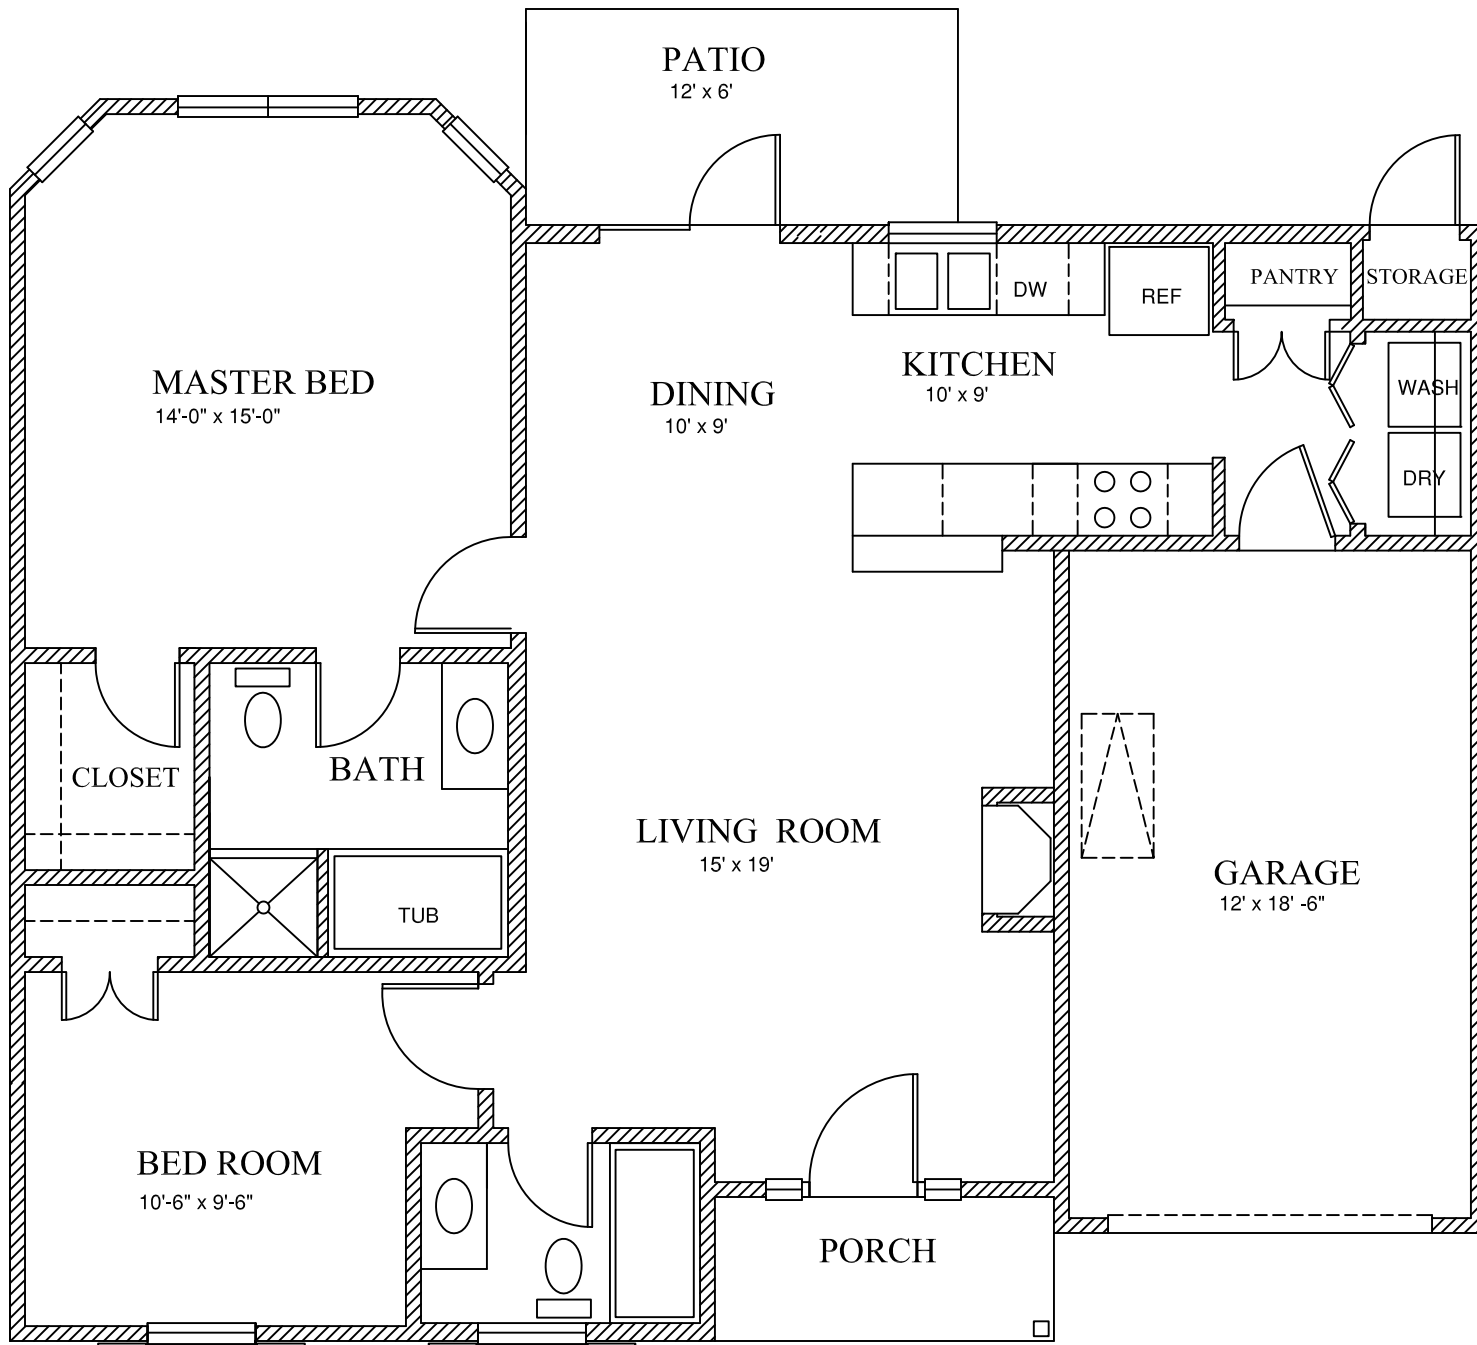 PATIO
12' x 6'
MASTER BED
14'-0" x 15'-0"
DINING
10' x 9'
KITCHEN
10' x 9'
DW
REF
PANTRY
STORAGE
WASH
DRY
CLOSET
BATH
TUB
LIVING ROOM
15' x 19'
GARAGE
12' x 18' -6"
BED ROOM
10'-6" x 9'-6"
PORCH